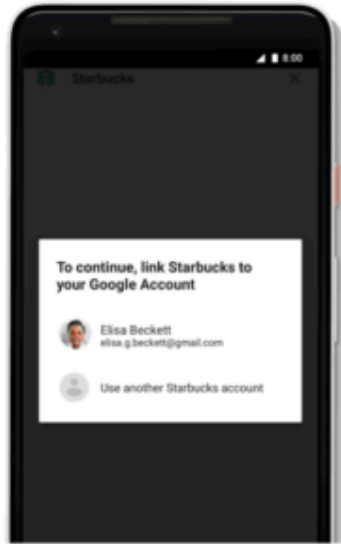 8:00
Starbucks
To continue, link Starbucks to
your Google Account
Elisa Beckett
elisa.g.beckett@gmail.com
Use another Starbucks account